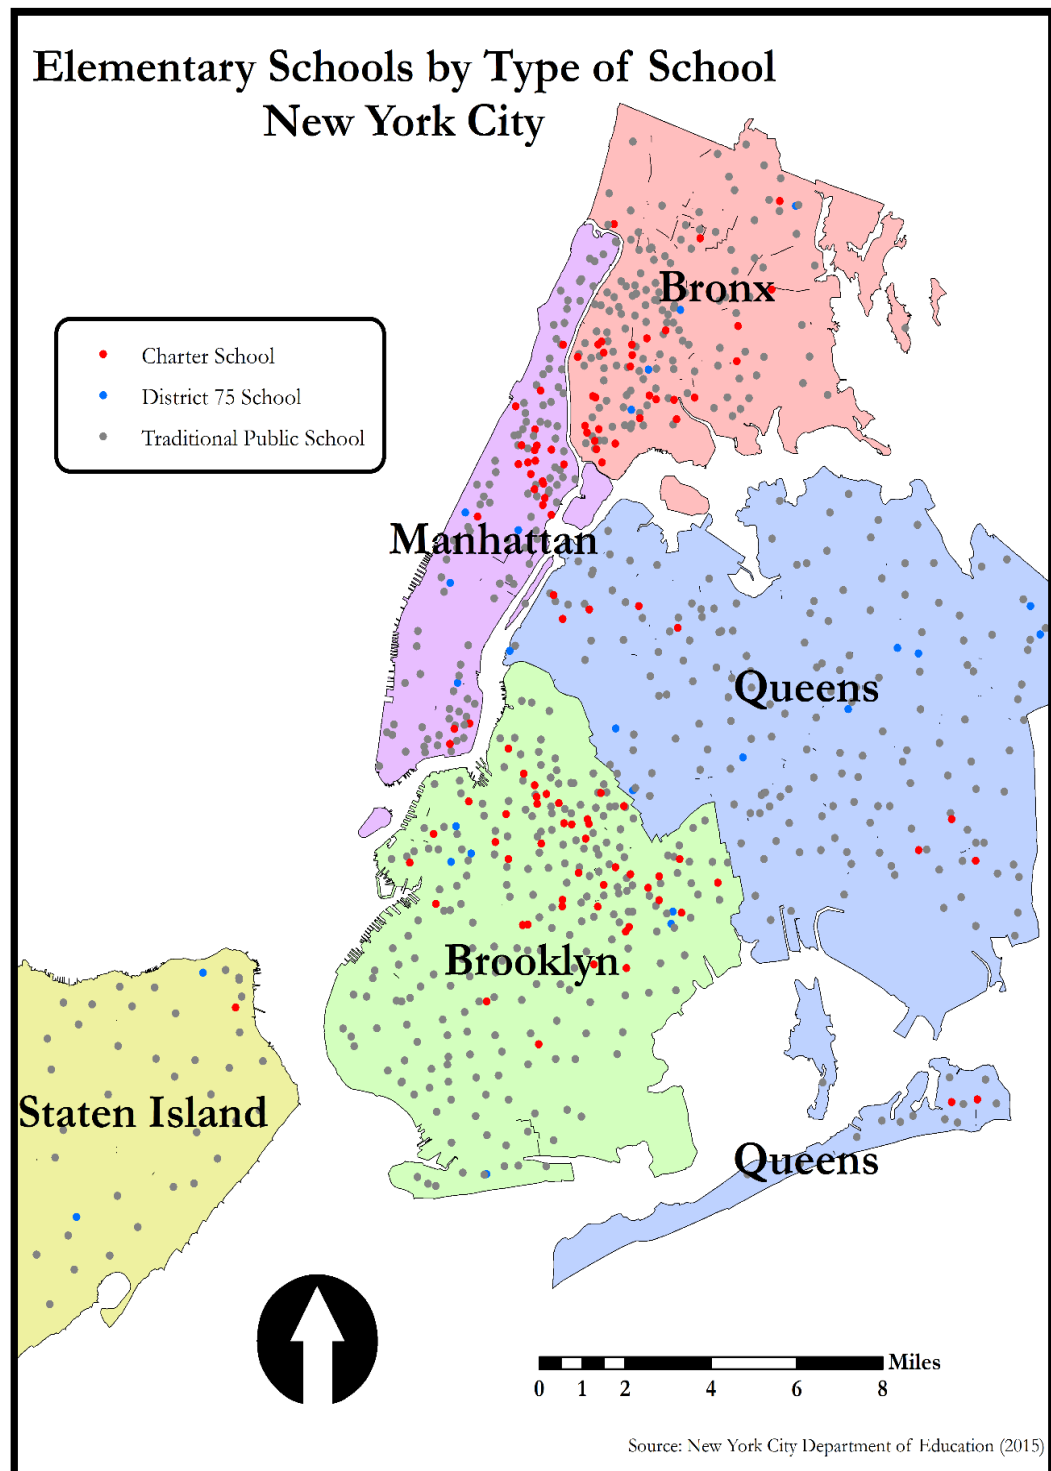 Elementary Schools by Type of School
New York City
Bronx
Charter School
District 75 School
Traditional Public School
Manhattan
Queens
Brooklyn
Staten Island
Queens
Miles
0 1 2 4 6 8
Source: New York City Department of Education (2015)